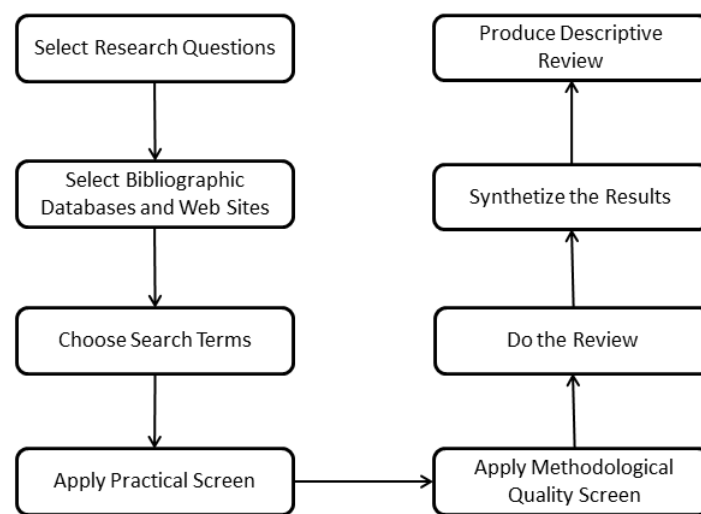 Select Research Questions
Select Bibliographic
Databases and Web Sites
Choose Search Terms
Apply Practical Screen
Apply Methodological
Quality Screen
Do the Review
Synthetize the Results
Produce Descriptive
Review